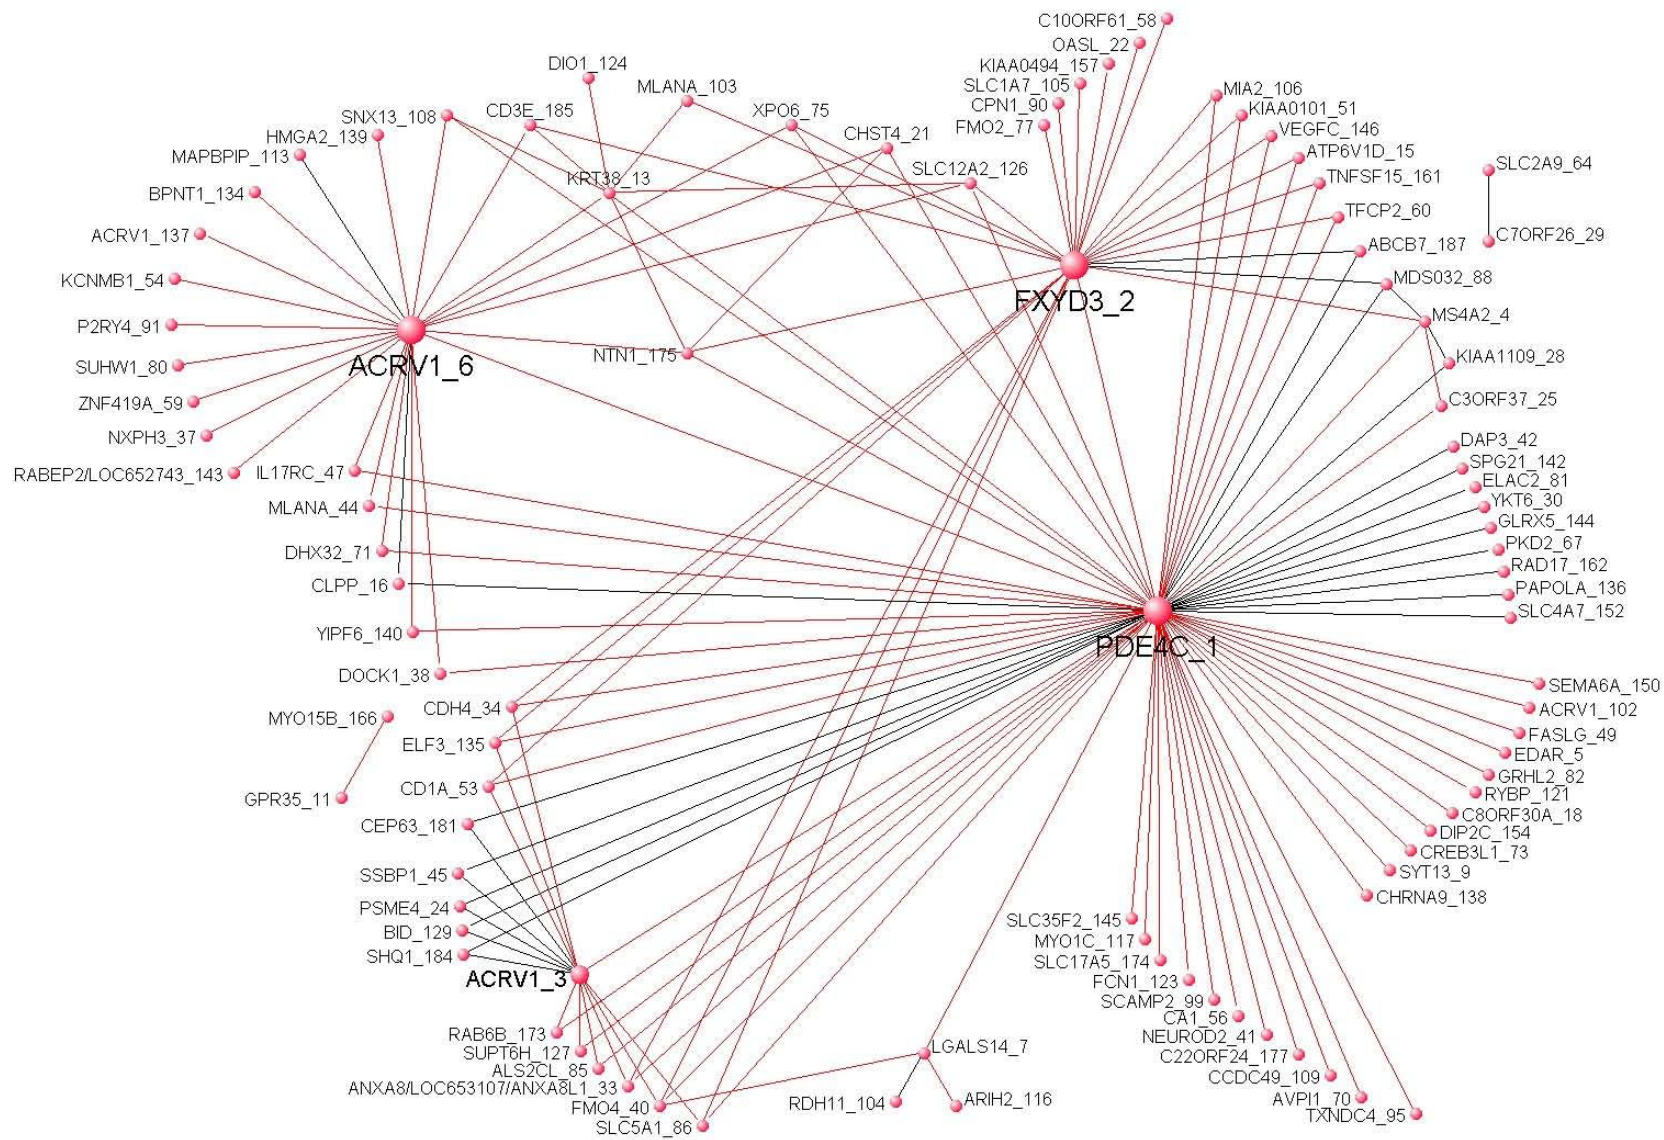 C10ORF61_58
OASL_22
KIAA0494_157
SLC1A7_105
CPN1_90
FMO2_77
DIO1_124
MLANA_103
CD3E_185
XPO6_75
SNX13_108
HMGA2_139
MAPBPIP_113
CHST4_21
KRT38_13
SLC12A2_126
BPNT1_134
ACRV1_137
KCNMB1_54
P2RY4_91
SUHW1_80
ZNF419A_59
NXPH3_37
RABEP2/LOC652743_143
ACRV1_6
NTN1_175
FXYD3_2
MIA2_106
KIAA0101_51
VEGFC_146
ATP6V1D_15
TNFSF15_161
TFCP2_60
ABCB7_187
MDS032_88
MS4A2_4
KIAA1109_28
C3ORF37_25
SLC2A9_64
C7ORF26_29
DAP3_42
SPG21_142
ELAC2_81
YKT6_30
GLRX5_144
PKD2_67
RAD17_162
PAPOLA_136
SLC4A7_152
IL17RC_47
MLANA_44
DHX32_71
CLPP_16
YIPF6_140
DOCK1_38
PDE4C_1
MYO15B_166
GPR35_11
CDH4_34
ELF3_135
CD1A_53
CEP63_181
SSBP1_45
PSME4_24
BID_129
SHQ1_184
ACRV1_3
SEMA6A_150
ACRV1_102
FASLG_49
EDAR_5
GRHL2_82
RYBP_121
C8ORF30A_18
DIP2C_154
CREB3L1_73
SYT13_9
CHRNA9_138
SLC35F2_145
MYO1C_117
SLC17A5_174
FCN1_123
SCAMP2_99
CA1_56
NEUROD2_41
C22ORF24_177
CCDC49_109
AVPI1_70
TXNDC4_95
RAB6B_173
SUPT6H_127
ALS2CL_85
ANXA8/LOC653107/ANXA8L1_33
FMO4_40
SLC5A1_86
LGALS14_7
RDH11_104
ARIH2_116